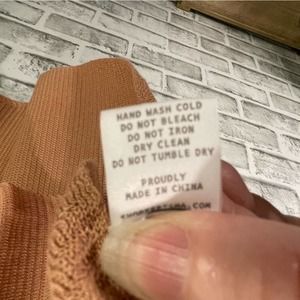 HAND WASH COLD
DO NOT BLEACH
DO NOT IRON
DRY CLEAN
DO NOT TUMBLE DRY
PROUDLY
MADE IN CHINA